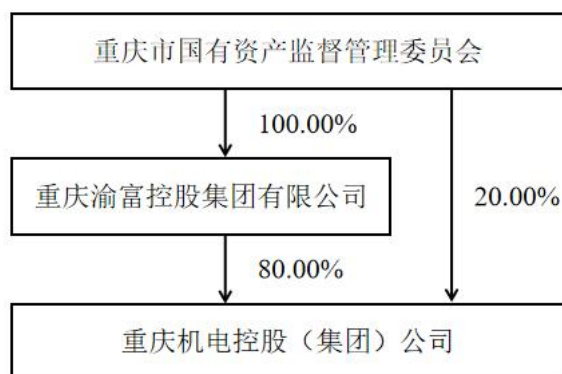 重庆市国有资产监督管理委员会
100.00%
重庆渝富控股集团有限公司
20.00%
80.00%
重庆机电控股（集团）公司